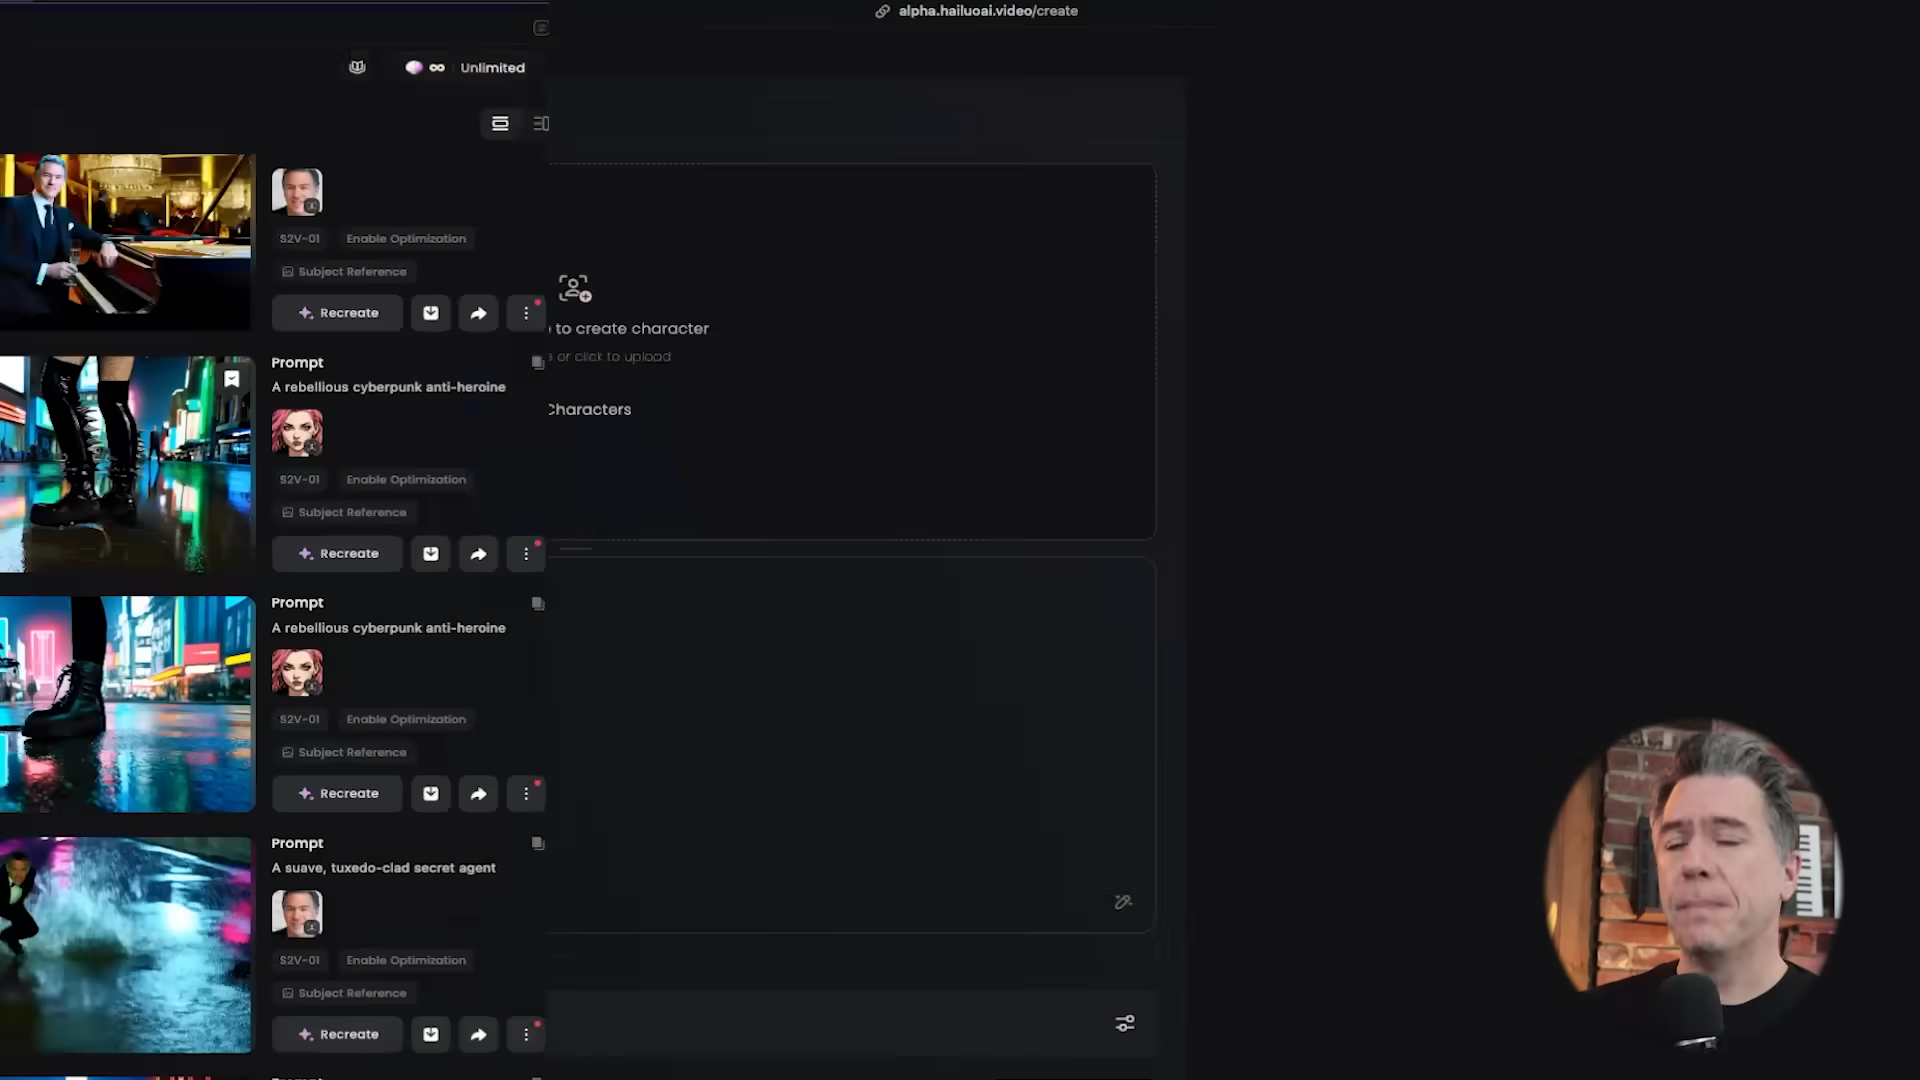 alpha.hailuoai.video/create
Unlimited
S2V-01 Enable Optimization
Subject Reference
Recreate
to create character
or click to upload
Characters
Prompt
A rebellious cyberpunk anti-heroine
S2V-01 Enable Optimization
Subject Reference
Recreate
Prompt
A rebellious cyberpunk anti-heroine
S2V-01 Enable Optimization
Subject Reference
Recreate
Prompt
A suave, tuxedo-clad secret agent
S2V-01 Enable Optimization
Subject Reference
Recreate